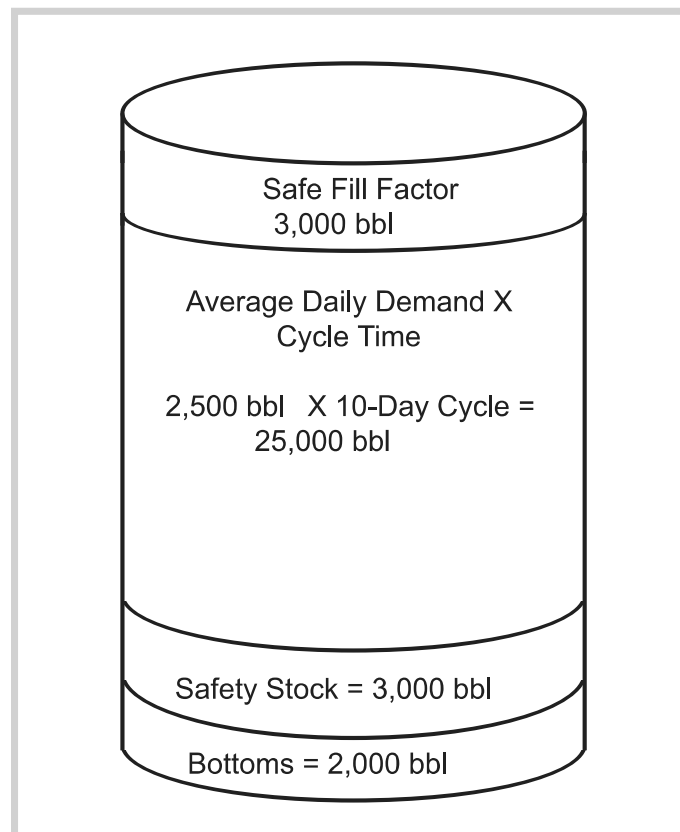 Safe Fill Factor
3,000 bbl
Average Daily Demand X
Cycle Time
2,500 bbl X 10-Day Cycle =
25,000 bbl
Safety Stock = 3,000 bbl
Bottoms = 2,000 bbl